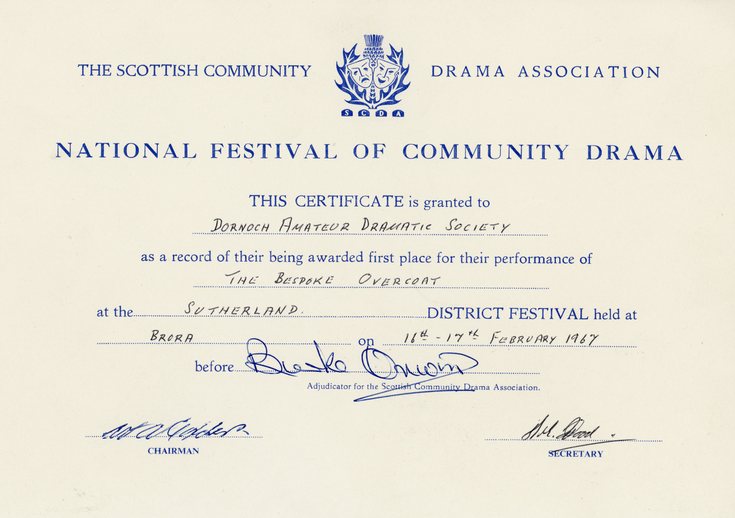 THE SCOTTISH COMMUNITY DRAMA ASSOCIATION
SCDA
NATIONAL FESTIVAL OF COMMUNITY DRAMA
THIS CERTIFICATE is granted to
DORNOCH AMATEUR DRAMATIC SOCIETY
as a record of their being awarded first place for their performance of
THE BESPOKE OVERCOAT
at the SUTHERLAND. DISTRICT FESTIVAL held at
BRORA on 16th - 17th FEBRUARY 1967
before
Adjudicator for the Scottish Community Drama Association.
CHAIRMAN
SECRETARY